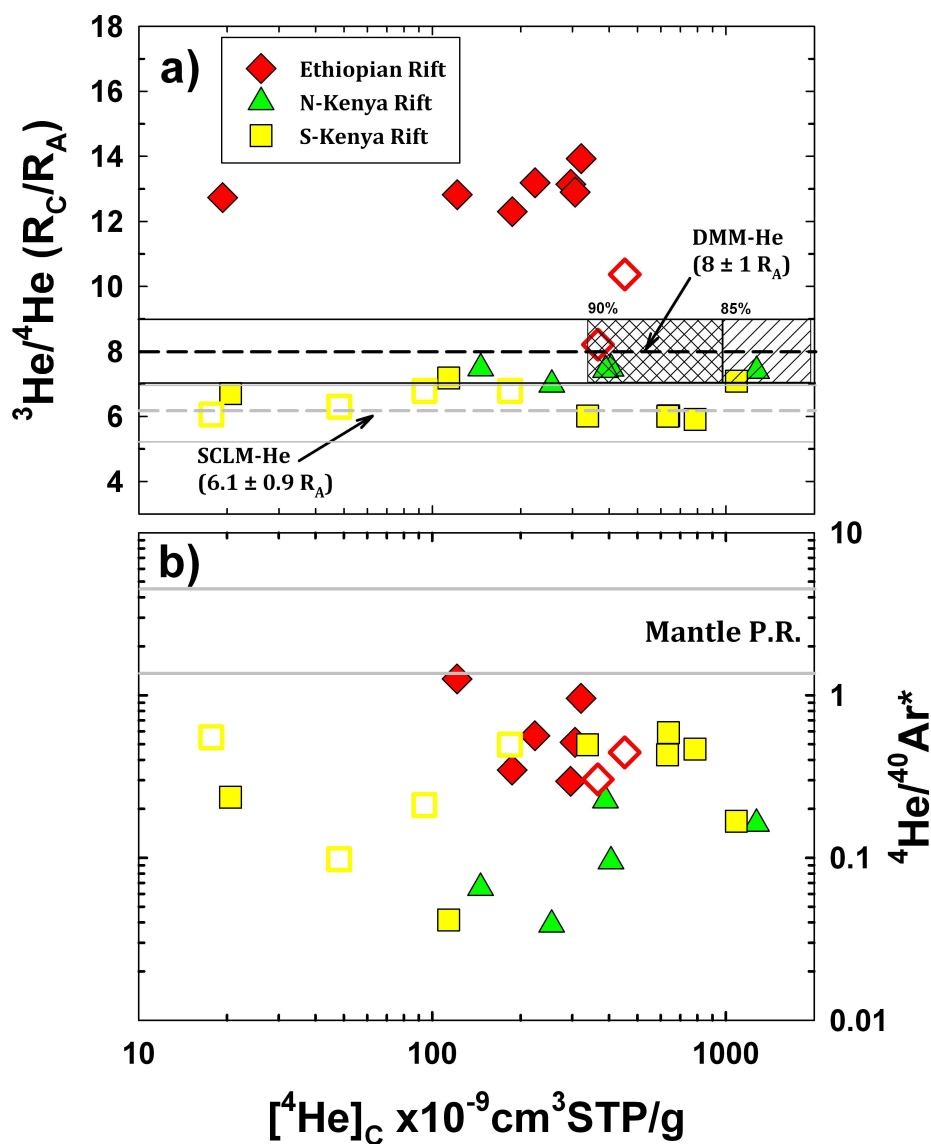 a)
Ethiopian Rift
N-Kenya Rift
S-Kenya Rift
18
16
14
12
10
8
6
4
³He/⁴He (R_C/R_A)
DMM-He
(8 ± 1 R_A)
90%
85%
SCLM-He
(6.1 ± 0.9 R_A)
b)
Mantle P.R.
10
1
0.1
0.01
⁴He/⁴⁰Ar*
10
100
1000
[⁴He]_C x10⁻⁹cm³STP/g